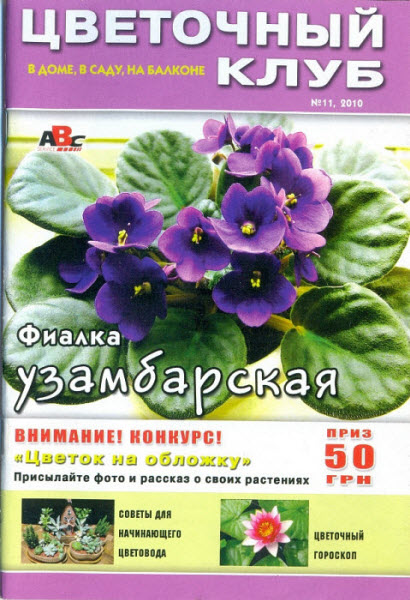 ЦВЕТОЧНЫЙ
В ДОМЕ, В САДУ, НА БАЛКОНЕ
КЛУБ
№11, 2010
ABC
Фиалка
узамбарская
ВНИМАНИЕ! КОНКУРС!
«Цветок на обложку»
Присылайте фото и рассказ о своих растениях
ПРИЗ
50
ГРН
СОВЕТЫ ДЛЯ
НАЧИНАЮЩЕГО
ЦВЕТОВОДА
ЦВЕТОЧНЫЙ
ГОРОСКОП